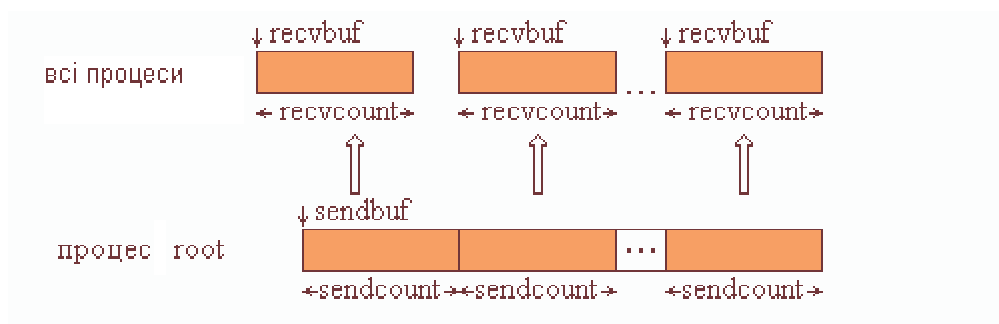 recvbuf recvbuf recvbuf
всі процеси ...
recvcount recvcount recvcount
sendbuf
процес root ...
sendcount sendcount sendcount